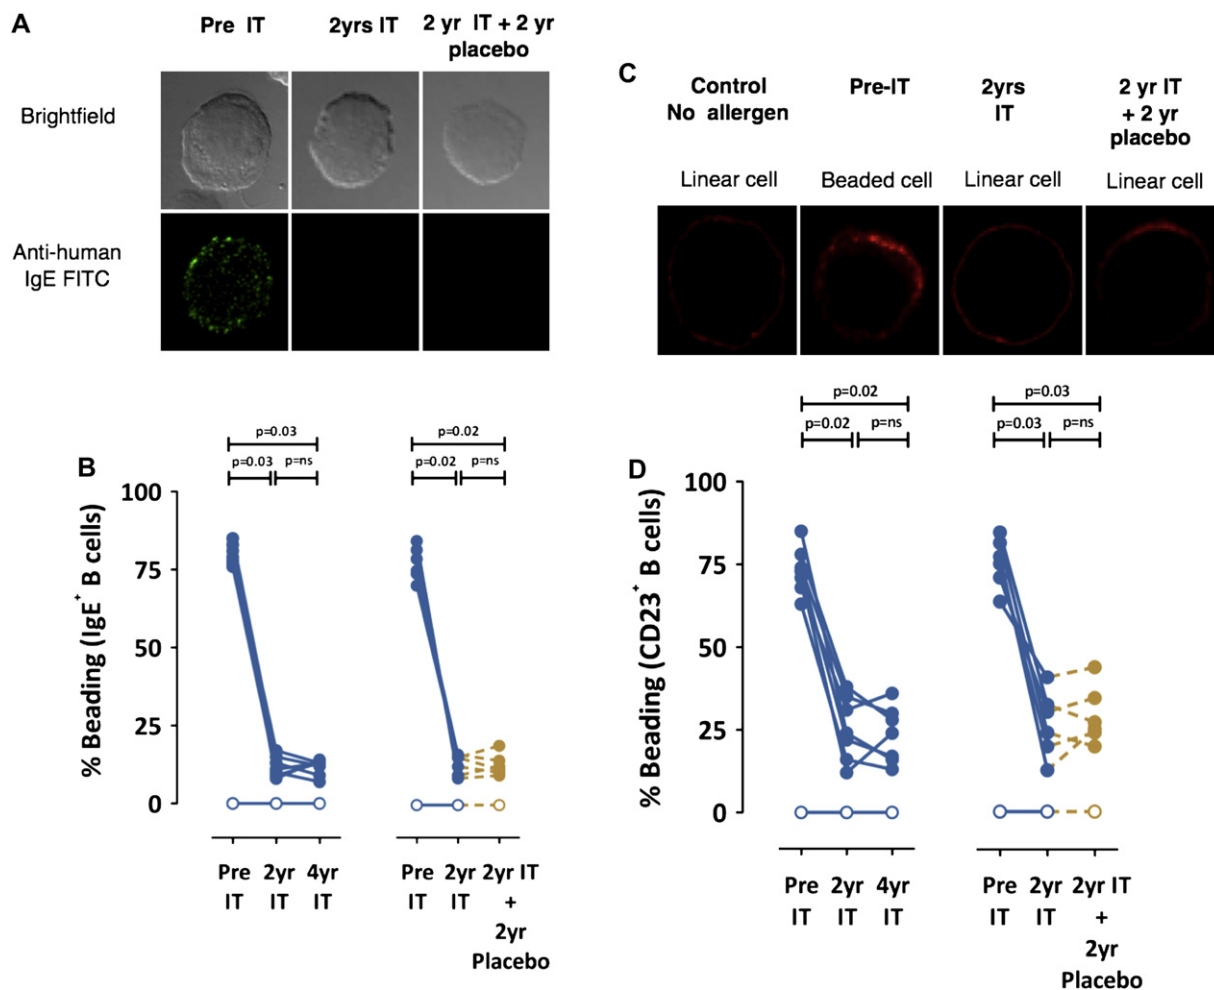 A
Pre IT
2yrs IT
2 yr IT + 2 yr
placebo
Brightfield
Anti-human
IgE FITC
C
Control
No allergen
Pre-IT
2yrs
IT
2 yr IT
+ 2 yr
placebo
Linear cell
Beaded cell
Linear cell
Linear cell
B
p=0.03
p=0.03
p=ns
p=0.02
p=0.02
p=ns
% Beading (IgE+ B cells)
100
75
50
25
0
Pre
IT
2yr
IT
4yr
IT
Pre
IT
2yr
IT
2yr IT
+
2yr
Placebo
D
p=0.02
p=0.02
p=ns
p=0.03
p=0.03
p=ns
% Beading (CD23+ B cells)
100
75
50
25
0
Pre
IT
2yr
IT
4yr
IT
Pre
IT
2yr
IT
2yr IT
+
2yr
Placebo